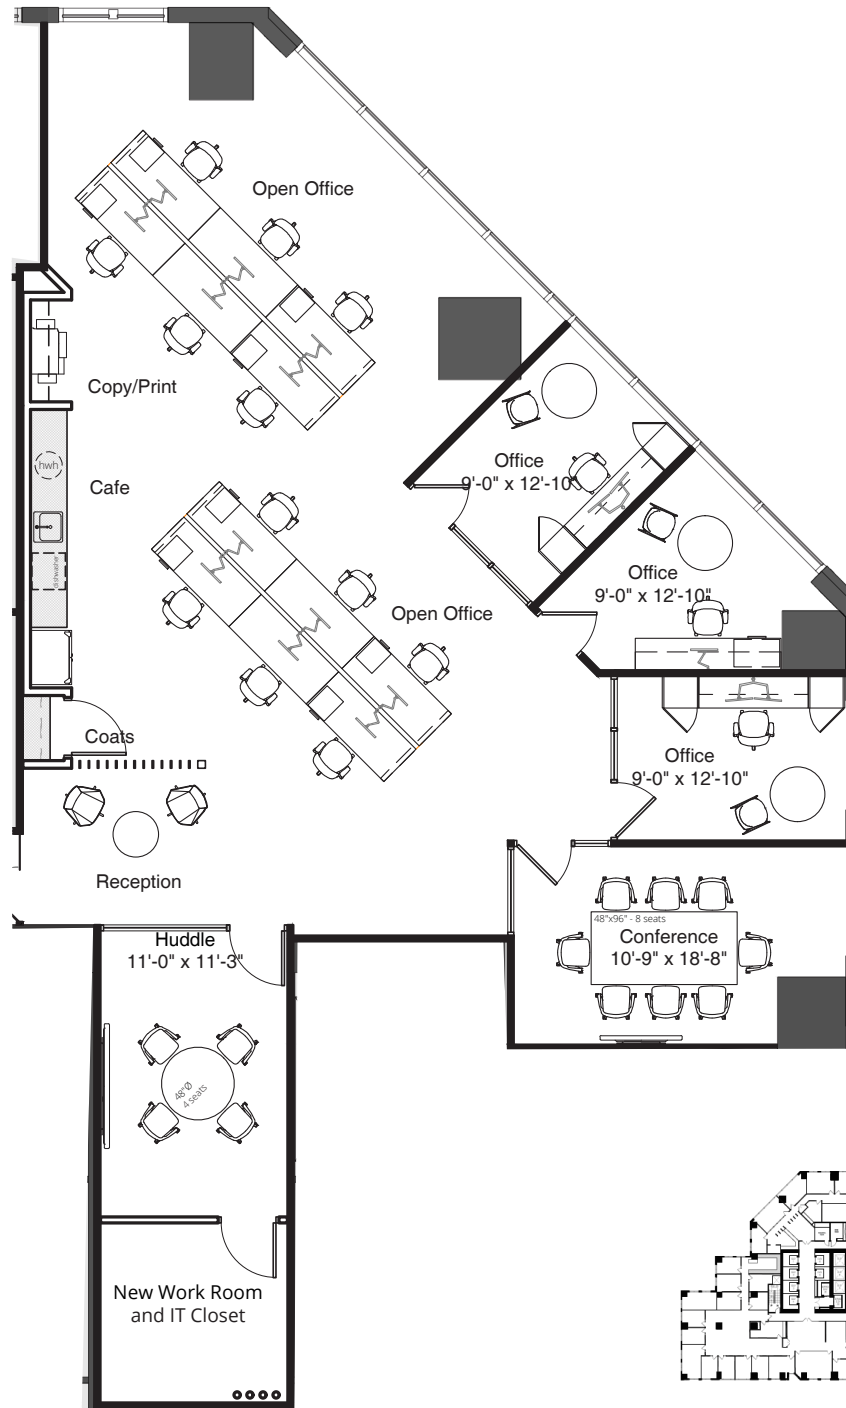 Open Office
Copy/Print
Office
9'-0" x 12'-10"
hwh
Cafe
dishwasher
Office
9'-0" x 12'-10"
Open Office
Coats
Office
9'-0" x 12'-10"
Reception
48"x96" - 8 seats
Conference
10'-9" x 18'-8"
Huddle
11'-0" x 11'-3"
48"Ø
4 seats
New Work Room
and IT Closet